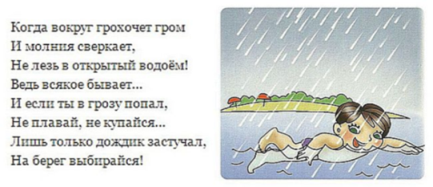 Когда вокруг грохочет гром
И молния сверкает,
Не лезь в открытый водоём!
Ведь всякое бывает...
И если ты в грозу попал,
Не плавай, не купайся...
Лишь только дождик застучал,
На берег выбирайся!